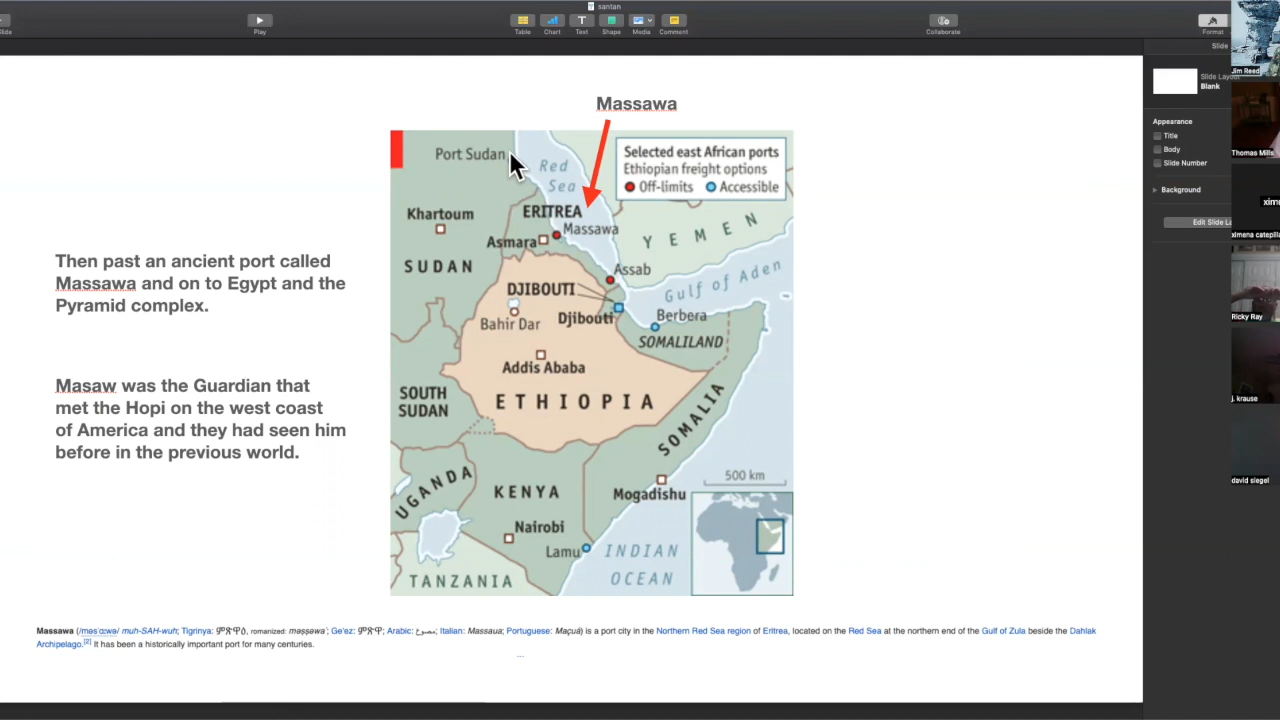 santan
Slide
Play
Table
Chart
Text
Shape
Media
Comment
Collaborate
Format
Slide
Slide Layout
Blank
Appearance
Title
Body
Slide Number
Background
Edit Slide La
Jim Reed
Thomas Mills
xim
ximena catepilla
Ricky Ray
j. krause
david siegel
Massawa
Then past an ancient port called
Massawa and on to Egypt and the
Pyramid complex.
Masaw was the Guardian that
met the Hopi on the west coast
of America and they had seen him
before in the previous world.
Selected east African ports
Ethiopian freight options
Off-limits
Accessible
Port Sudan
Red
Sea
Khartoum
ERITREA
Massawa
Asmara
YEMEN
SUDAN
Assab
Gulf of Aden
DJIBOUTI
Djibouti
Berbera
Bahir Dar
SOMALILAND
Addis Ababa
SOUTH
SUDAN
ETHIOPIA
SOMALIA
500 km
UGANDA
KENYA
Mogadishu
Nairobi
Lamu
INDIAN
OCEAN
TANZANIA
Massawa (/məˈsɑːwə/ muh-SAH-wuh; Tigrinya: ምጽዋዕ, romanized: məṣṣəwaʿ; Ge'ez: ምጽዋ; Arabic: مصوع; Italian: Massaua; Portuguese: Maçuá) is a port city in the Northern Red Sea region of Eritrea, located on the Red Sea at the northern end of the Gulf of Zula beside the Dahlak
Archipelago.[2] It has been a historically important port for many centuries.